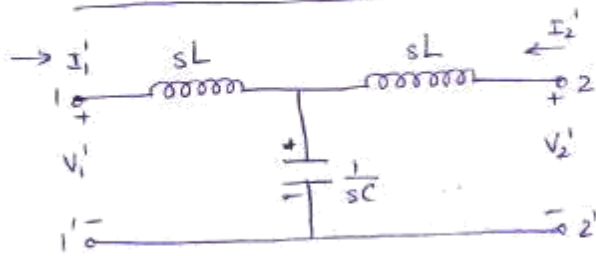 → I₁' sL sL I₂' ←
1 2
+ +
V₁' + 1/sC V₂'
-
- -
1' 2'